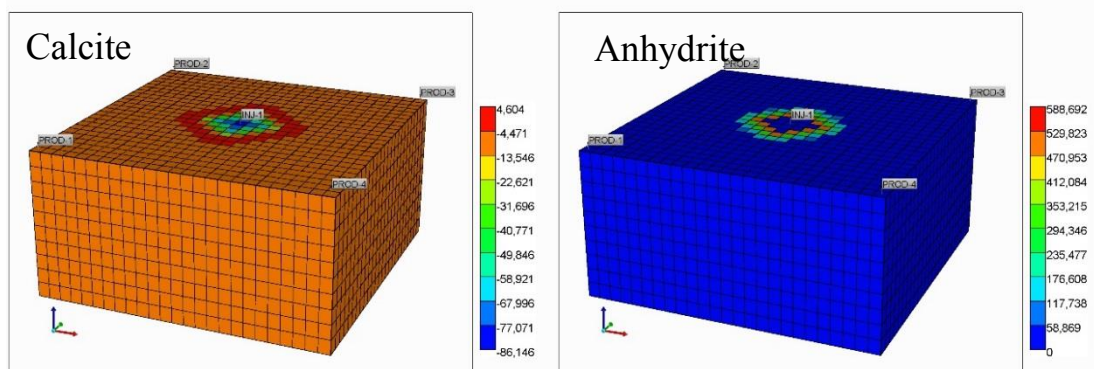 Calcite
PROD-2
PROD-3
INJ-1
PROD-1
PROD-4
4,604
-4,471
-13,546
-22,621
-31,696
-40,771
-49,846
-58,921
-67,996
-77,071
-86,146
Anhydrite
PROD-2
PROD-3
INJ-1
PROD-1
PROD-4
588,692
529,823
470,953
412,084
353,215
294,346
235,477
176,608
117,738
58,869
0